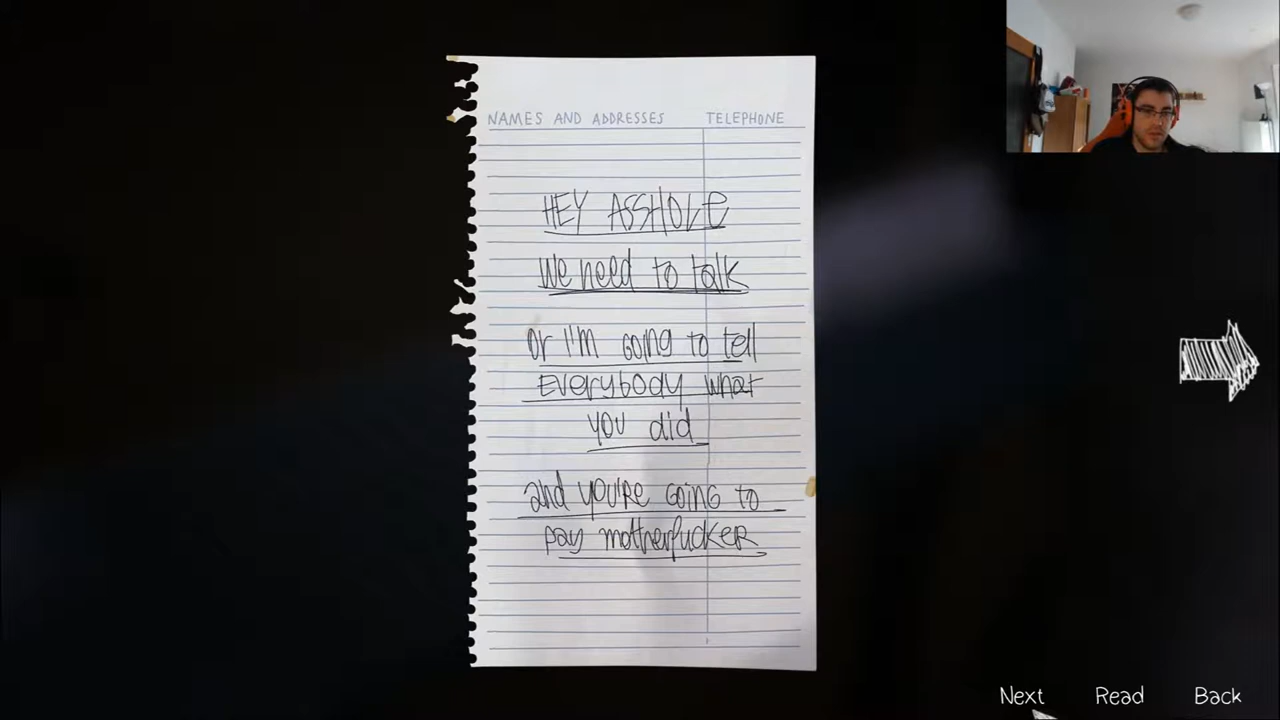 NAMES AND ADDRESSES TELEPHONE
HEY ASSHOLE
We need to talk
or i'm going to tell
Everybody what
you did
and you're going to
pay motherfucker
Next Read Back